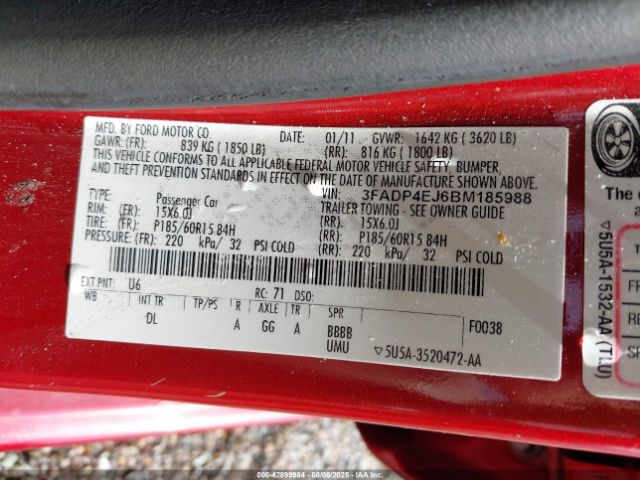 MFD. BY FORD MOTOR CO.
DATE: 01/11 GVWR: 1642 KG ( 3620 LB)
GAWR: (FR): 839 KG ( 1850 LB) (RR): 816 KG ( 1800 LB)
THIS VEHICLE CONFORMS TO ALL APPLICABLE FEDERAL MOTOR VEHICLE SAFETY, BUMPER,
AND THEFT PREVENTION STANDARDS IN EFFECT ON THE DATE OF MANUFACTURE SHOWN ABOVE.
VIN: 3FADP4EJ6BM185988
TYPE: Passenger Car TRAILER TOWING - SEE OWNER GUIDE
RIM: (FR) 15X6.0J (RR) 15X6.0J
TIRE: (FR) P185/60R15 84H (RR) P185/60R15 84H
PRESSURE: (FR) 220 kPa/ 32 PSI COLD (RR) 220 kPa/ 32 PSI COLD
EXT PNT: U6 RC: 71 DSO:
WB INT TR TP/PS R AXLE TR SPR
DL A GG A BBBB F0038
UMU ▽5U5A-3520472-AA
The c
▽5U5A-1532-AA (TLU)
T
FR
RE
SP
000-42899984 | 08/06/2025 | IAA Inc.